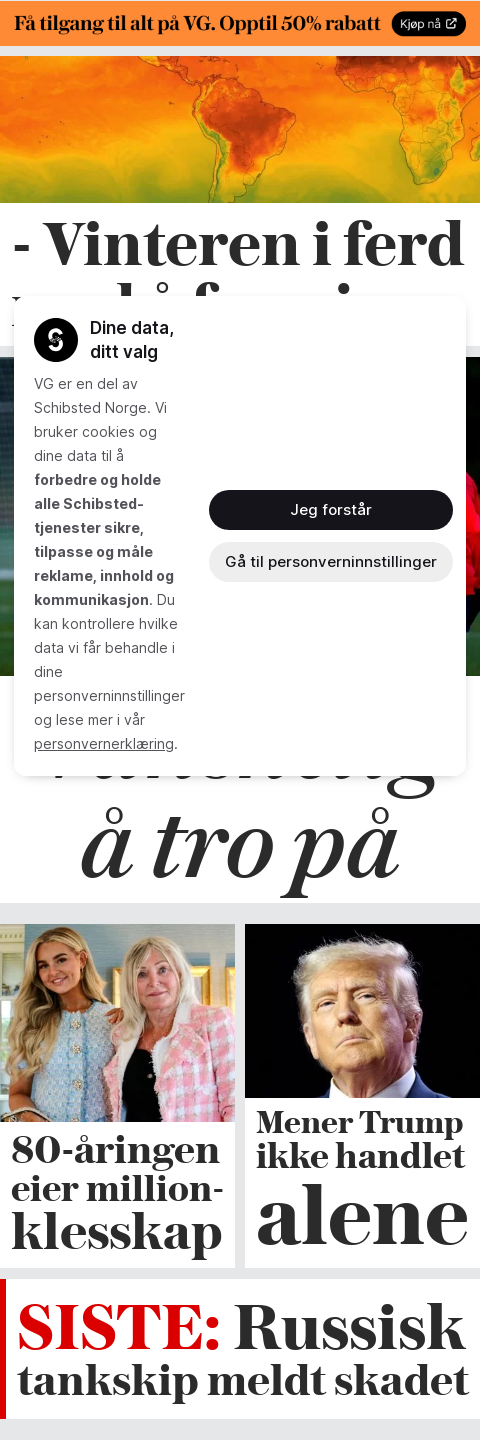 Få tilgang til alt på VG. Opptil 50% rabatt
Kjøp nå
- Vinteren i ferd
Dine data,
ditt valg
VG er en del av
Schibsted Norge. Vi
bruker cookies og
dine data til å
forbedre og holde
alle Schibsted-
tjenester sikre,
tilpasse og måle
reklame, innhold og
kommunikasjon. Du
kan kontrollere hvilke
data vi får behandle i
dine
personverninnstillinger
og lese mer i vår
personvernerklæring.
Jeg forstår
Gå til personverninnstillinger
å tro på
80-åringen
eier million-
klesskap
Mener Trump
ikke handlet
alene
SISTE: Russisk
tankskip meldt skadet